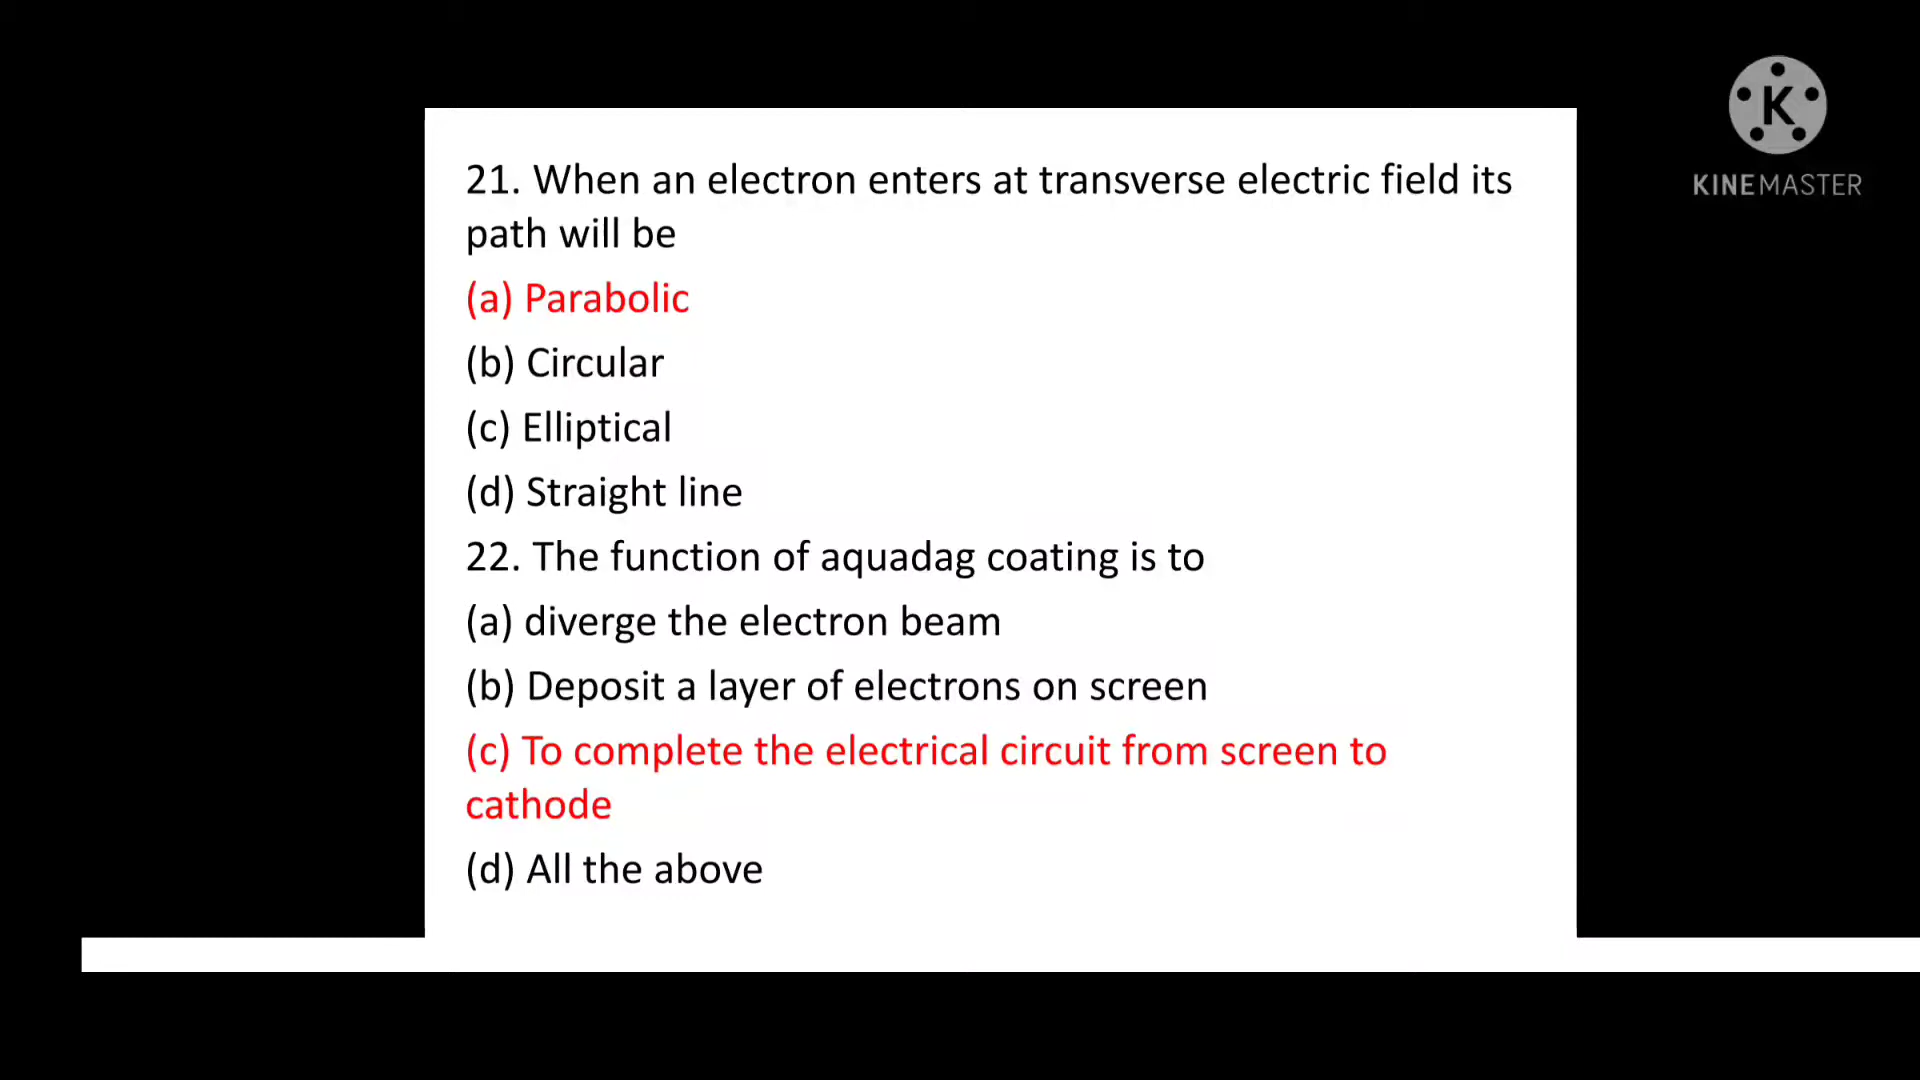 K
KINEMASTER
21. When an electron enters at transverse electric field its
path will be
(a) Parabolic
(b) Circular
(c) Elliptical
(d) Straight line
22. The function of aquadag coating is to
(a) diverge the electron beam
(b) Deposit a layer of electrons on screen
(c) To complete the electrical circuit from screen to
cathode
(d) All the above